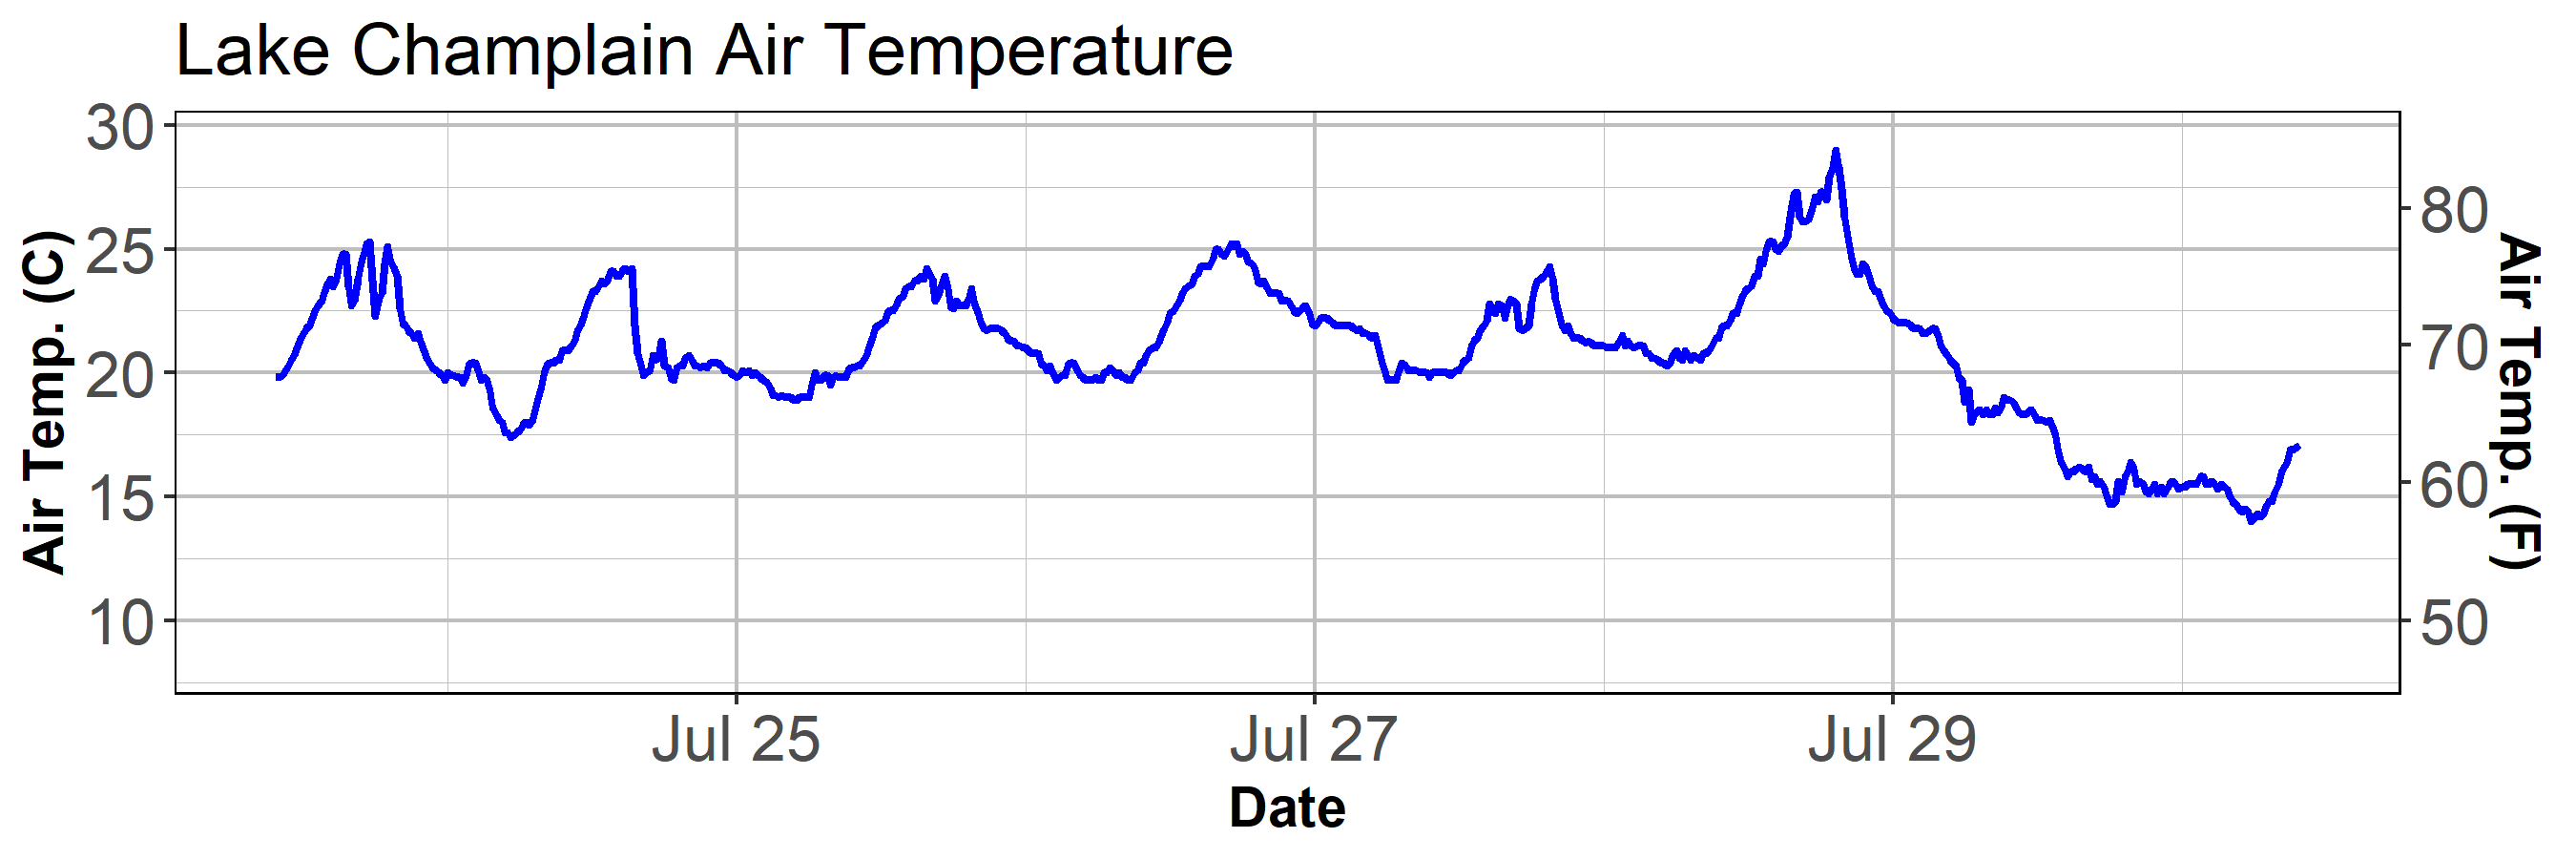 Lake Champlain Air Temperature
Air Temp. (C)
30
25
20
15
10
80
70
60
50
Air Temp. (F)
Jul 25 Jul 27 Jul 29
Date